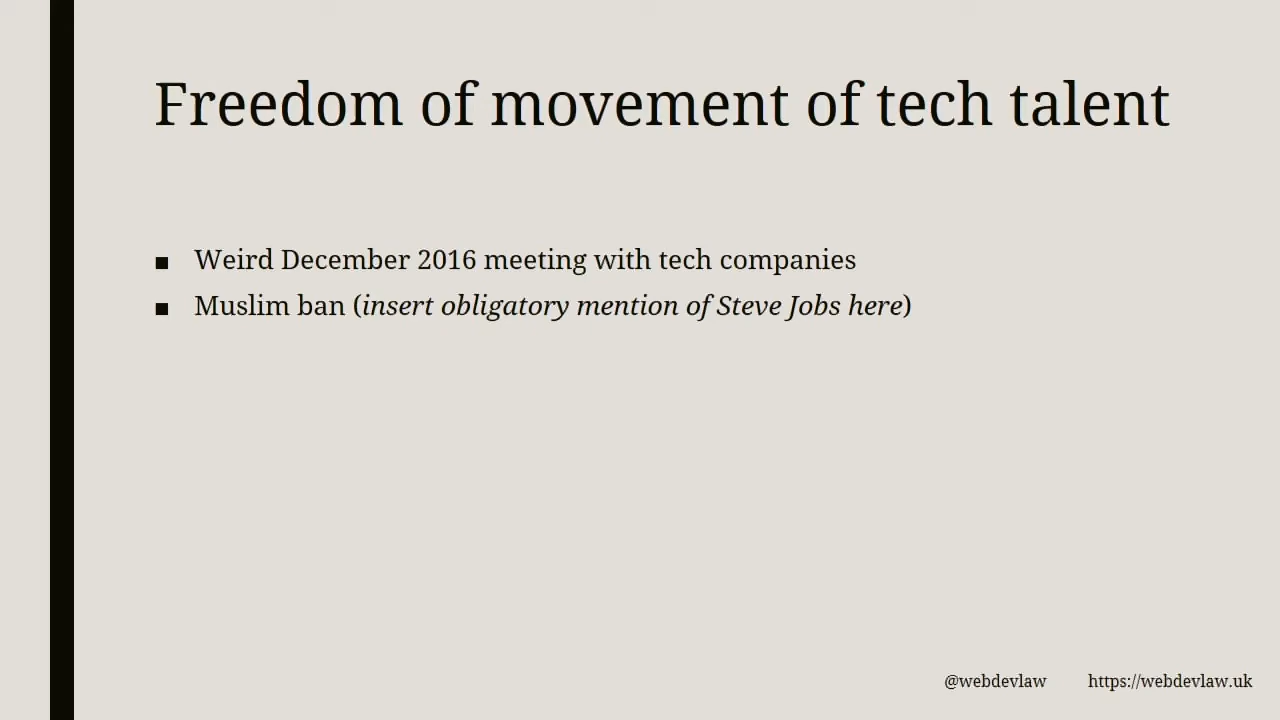 Freedom of movement of tech talent
■ Weird December 2016 meeting with tech companies
■ Muslim ban (insert obligatory mention of Steve Jobs here)
@webdevlaw https://webdevlaw.uk